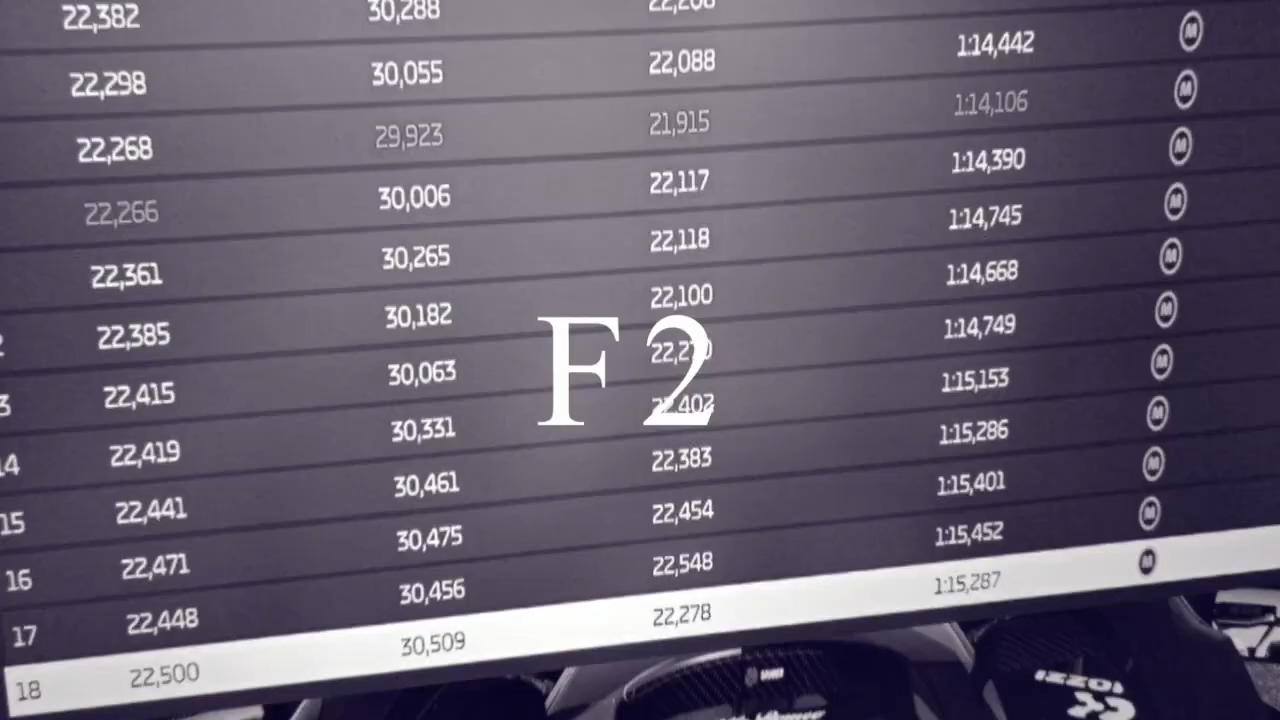 22,382 30,288
22,298 30,055 22,088 1:14,442 M
22,268 29,923 21,915 1:14,106 M
22,266 30,006 22,117 1:14,390 M
22,361 30,265 22,118 1:14,745 M
2 22,385 30,182 22,100 1:14,668 M
3 22,415 30,063 1:14,749 M
F2
14 22,419 30,331 22,402 1:15,153 M
15 22,441 30,461 22,383 1:15,286 M
16 22,471 30,475 22,454 1:15,401 M
17 22,448 30,456 22,548 1:15,452 M
18 22,500 30,509 22,278 1:15,287 M